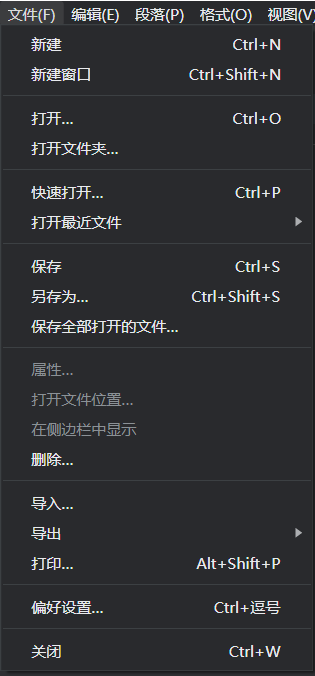 文件(F) 编辑(E) 段落(P) 格式(O) 视图(V)
新建 Ctrl+N
新建窗口 Ctrl+Shift+N
打开... Ctrl+O
打开文件夹...
快速打开... Ctrl+P
打开最近文件
保存 Ctrl+S
另存为... Ctrl+Shift+S
保存全部打开的文件...
属性...
打开文件位置...
在侧边栏中显示
删除...
导入...
导出
打印... Alt+Shift+P
偏好设置... Ctrl+逗号
关闭 Ctrl+W